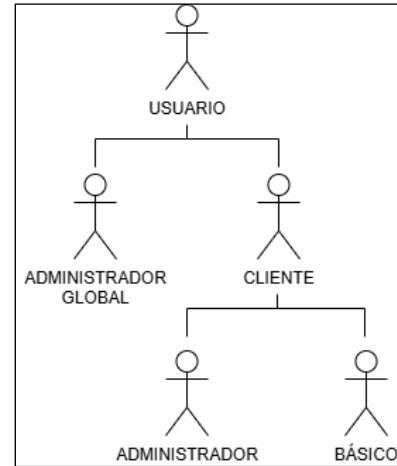 USUARIO
ADMINISTRADOR
GLOBAL
CLIENTE
ADMINISTRADOR
BÁSICO